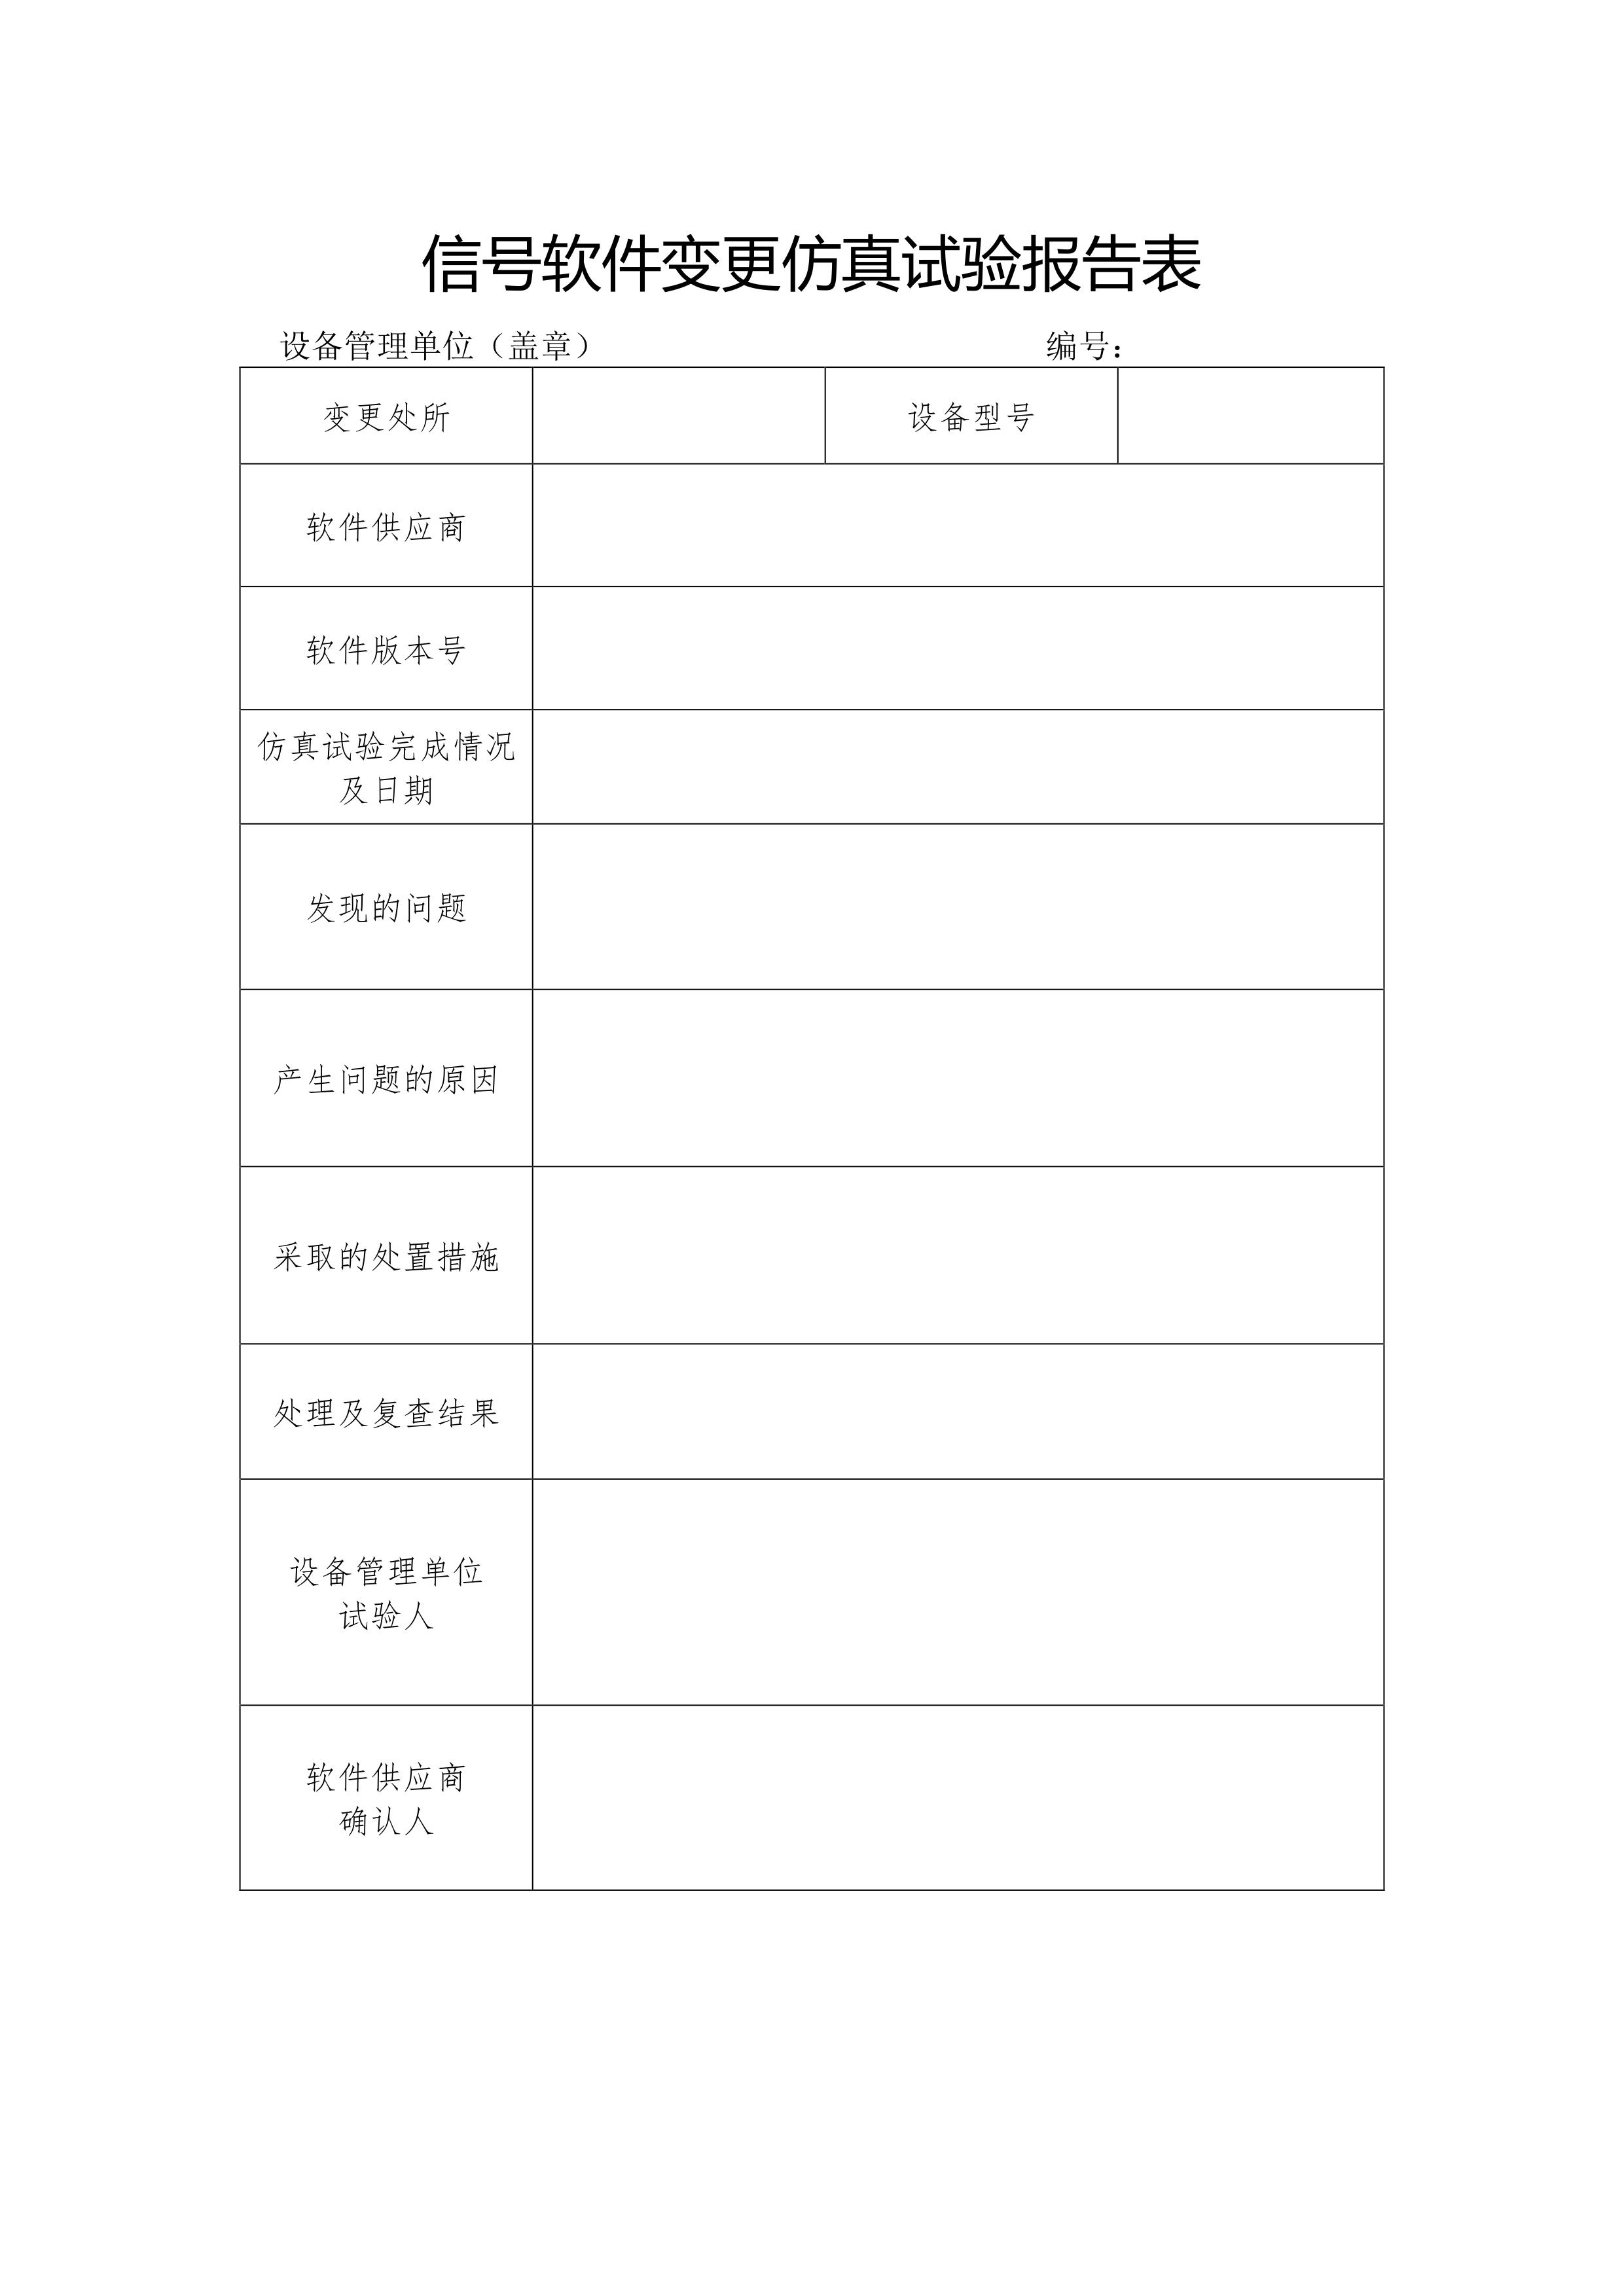 信号软件变更仿真试验报告表
设备管理单位（盖章） 编号：
变更处所 设备型号
软件供应商
软件版本号
仿真试验完成情况
及日期
发现的问题
产生问题的原因
采取的处置措施
处理及复查结果
设备管理单位
试验人
软件供应商
确认人